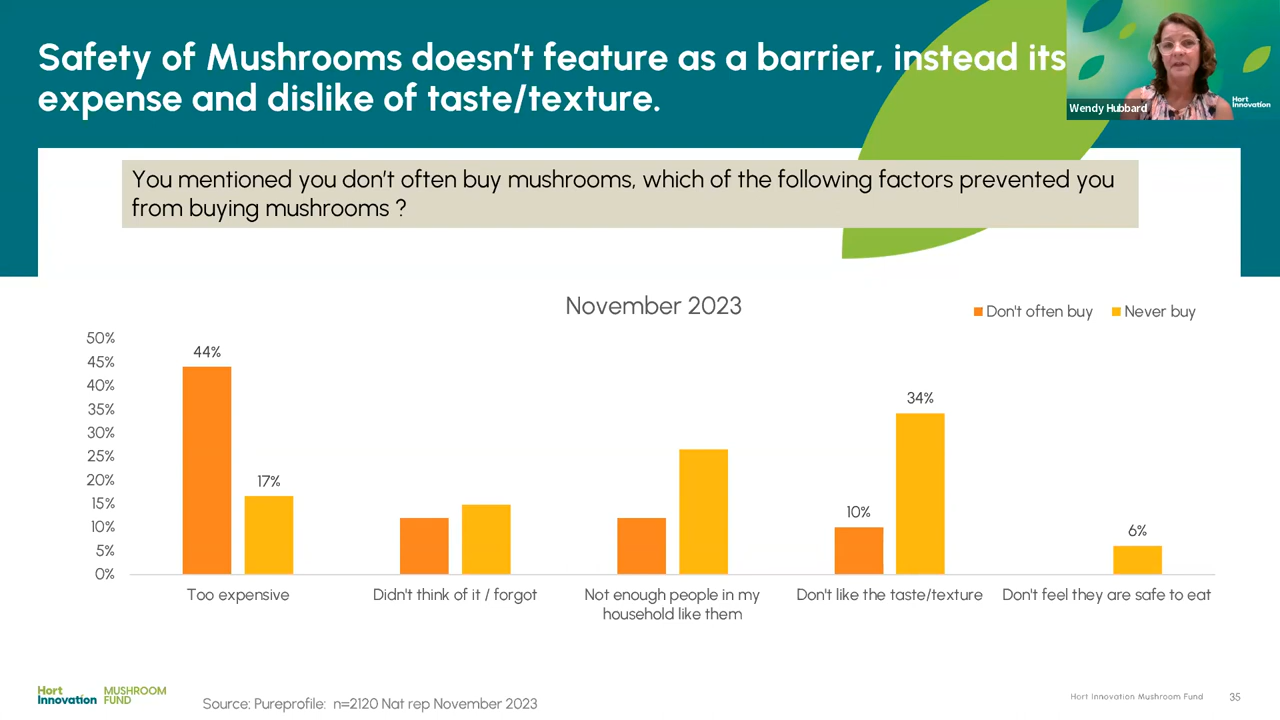 Safety of Mushrooms doesn't feature as a barrier, instead its
expense and dislike of taste/texture.
Wendy Hubbard
Hort
Innovation
You mentioned you don't often buy mushrooms, which of the following factors prevented you
from buying mushrooms ?
November 2023
Don't often buy
Never buy
50%
45%
40%
35%
30%
25%
20%
15%
10%
5%
0%
44%
17%
10%
34%
6%
Too expensive
Didn't think of it / forgot
Not enough people in my
household like them
Don't like the taste/texture
Don't feel they are safe to eat
Hort
Innovation
MUSHROOM
FUND
Source: Pureprofile: n=2120 Nat rep November 2023
Hort Innovation Mushroom Fund
35